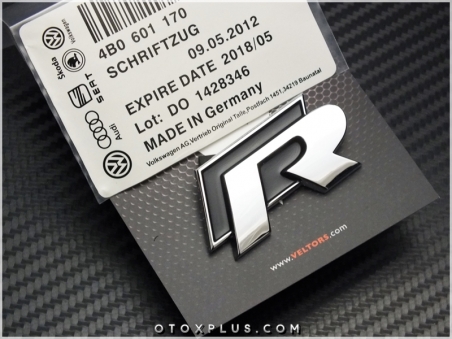 4B0 601 170
SCHRIFTZUG
09.05.2012
EXPIRE DATE 2018/05
Lot: DO 1428346
MADE IN Germany
Volkswagen AG, Vertrieb Original Teile, Postfach 1451, 34219 Baunatal
Volkswagen
Škoda
SEAT
Audi
R
www.VELTORS.com
OTOXPLUS.COM